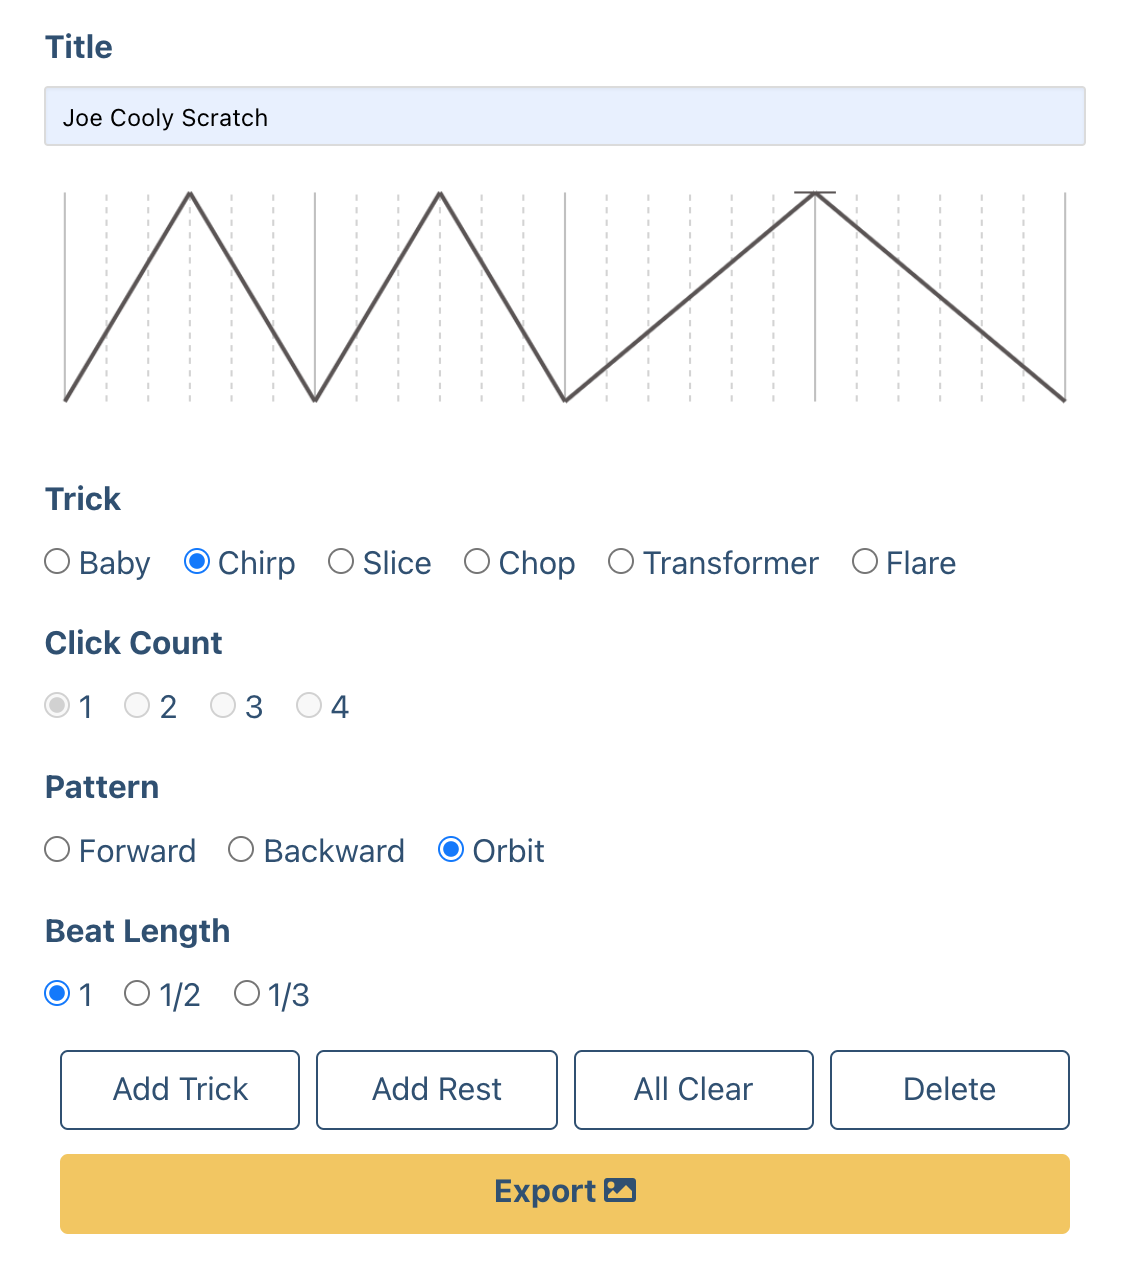 Title
Joe Cooly Scratch
Trick
Baby Chirp Slice Chop Transformer Flare
Click Count
1 2 3 4
Pattern
Forward Backward Orbit
Beat Length
1 1/2 1/3
Add Trick Add Rest All Clear Delete
Export